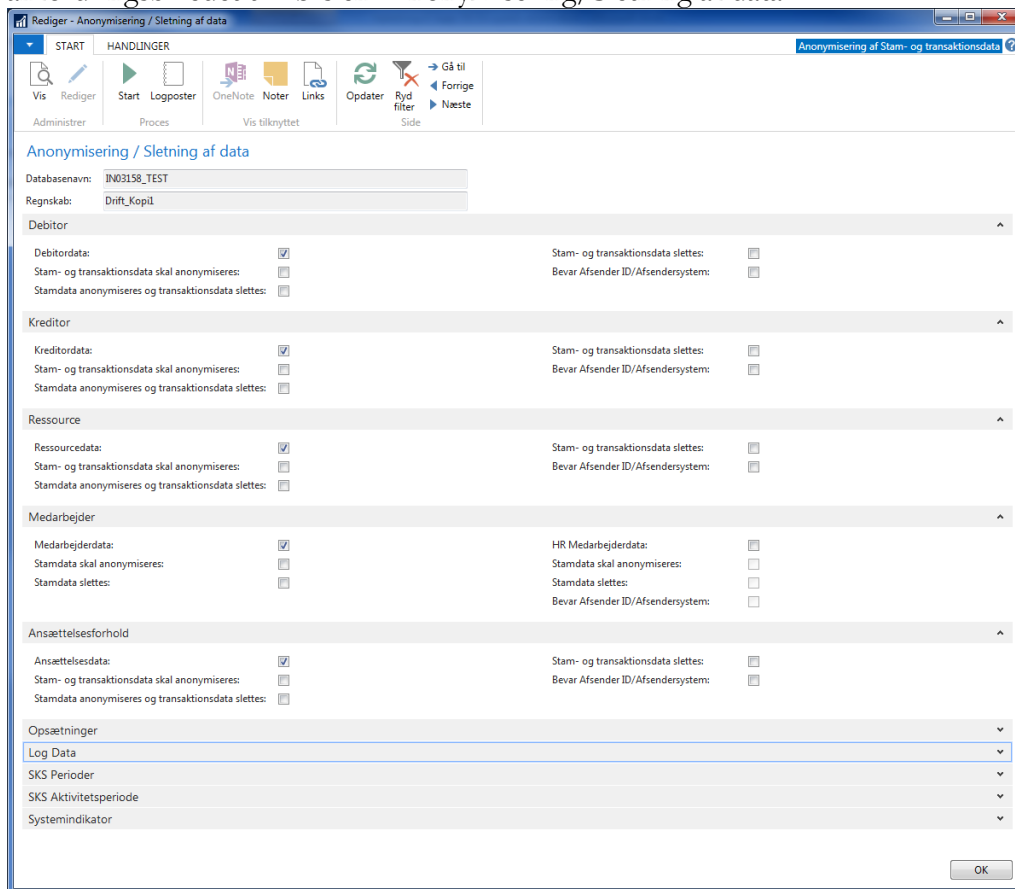 Rediger - Anonymisering / Sletning af data
START HANDLINGER
Anonymisering af Stam- og transaktionsdata
Vis Rediger Start Logposter OneNote Noter Links Opdater Ryd filter
Gå til
Forrige
Næste
Administrer Proces Vis tilknyttet Side
Anonymisering / Sletning af data
Databasenavn: IN03158_TEST
Regnskab: Drift_Kopi1
Debitor
Debitordata: Stam- og transaktionsdata slettes:
Stam- og transaktionsdata skal anonymiseres: Bevar Afsender ID/Afsendersystem:
Stamdata anonymiseres og transaktionsdata slettes:
Kreditor
Kreditordata: Stam- og transaktionsdata slettes:
Stam- og transaktionsdata skal anonymiseres: Bevar Afsender ID/Afsendersystem:
Stamdata anonymiseres og transaktionsdata slettes:
Ressource
Ressourcedata: Stam- og transaktionsdata slettes:
Stam- og transaktionsdata skal anonymiseres: Bevar Afsender ID/Afsendersystem:
Stamdata anonymiseres og transaktionsdata slettes:
Medarbejder
Medarbejderdata: HR Medarbejderdata:
Stamdata skal anonymiseres: Stamdata skal anonymiseres:
Stamdata slettes: Stamdata slettes:
Bevar Afsender ID/Afsendersystem:
Ansættelsesforhold
Ansættelsesdata: Stam- og transaktionsdata slettes:
Stam- og transaktionsdata skal anonymiseres: Bevar Afsender ID/Afsendersystem:
Stamdata anonymiseres og transaktionsdata slettes:
Opsætninger
Log Data
SKS Perioder
SKS Aktivitetsperiode
Systemindikator
OK